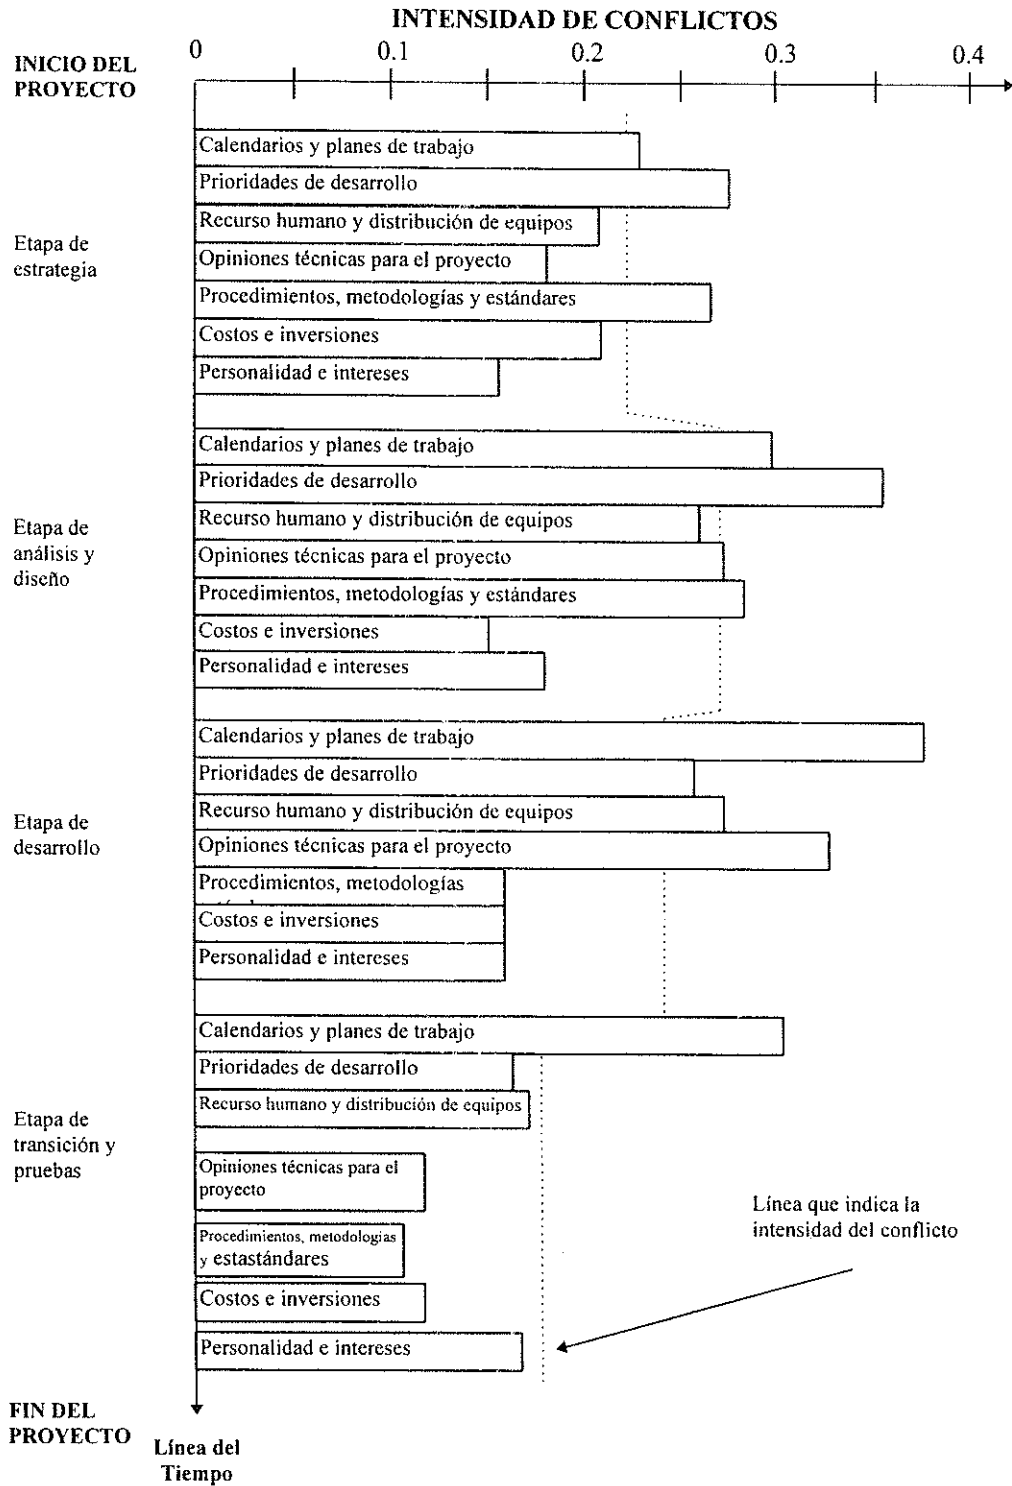 INTENSIDAD DE CONFLICTOS
0 0.1 0.2 0.3 0.4
INICIO DEL
PROYECTO
Etapa de
estrategia
Calendarios y planes de trabajo
Prioridades de desarrollo
Recurso humano y distribución de equipos
Opiniones técnicas para el proyecto
Procedimientos, metodologías y estándares
Costos e inversiones
Personalidad e intereses
Etapa de
análisis y
diseño
Calendarios y planes de trabajo
Prioridades de desarrollo
Recurso humano y distribución de equipos
Opiniones técnicas para el proyecto
Procedimientos, metodologías y estándares
Costos e inversiones
Personalidad e intereses
Etapa de
desarrollo
Calendarios y planes de trabajo
Prioridades de desarrollo
Recurso humano y distribución de equipos
Opiniones técnicas para el proyecto
Procedimientos, metodologías
Costos e inversiones
Personalidad e intereses
Etapa de
transición y
pruebas
Calendarios y planes de trabajo
Prioridades de desarrollo
Recurso humano y distribución de equipos
Opiniones técnicas para el
proyecto
Procedimientos, metodologias
y estastándares
Costos e inversiones
Personalidad e intereses
Línea que indica la
intensidad del conflicto
FIN DEL
PROYECTO
Línea del
Tiempo